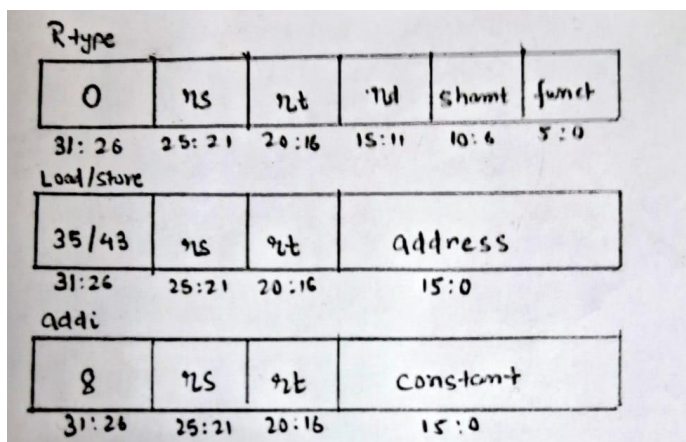 R-type
0 rs rt rd shamt funct
31:26 25:21 20:16 15:11 10:6 5:0
Load/Store
35/43 rs rt address
31:26 25:21 20:16 15:0
addi
8 rs rt constant
31:26 25:21 20:16 15:0